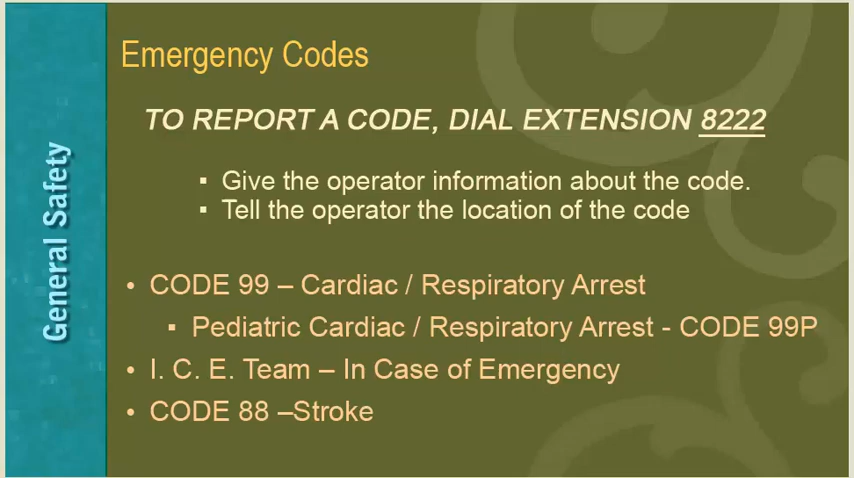 General Safety
Emergency Codes
TO REPORT A CODE, DIAL EXTENSION 8222
▪ Give the operator information about the code.
▪ Tell the operator the location of the code
• CODE 99 – Cardiac / Respiratory Arrest
▪ Pediatric Cardiac / Respiratory Arrest - CODE 99P
• I. C. E. Team – In Case of Emergency
• CODE 88 –Stroke